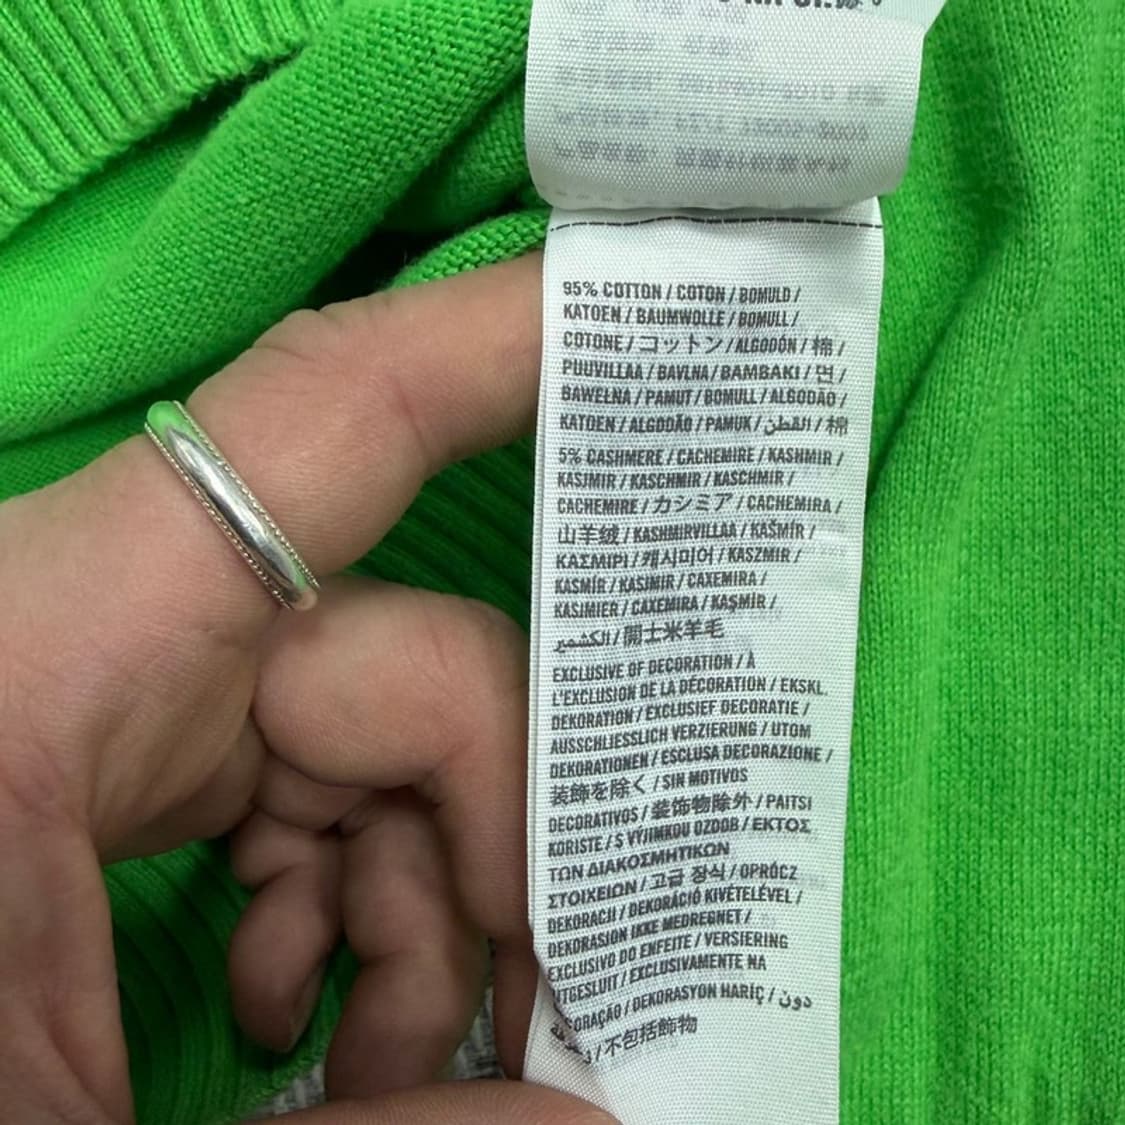 95% COTTON / COTON / BOMULD /
KATOEN / BAUMWOLLE / BOMULL /
COTONE / コットン / ALGODÓN / 棉 /
PUUVILLAA / BAVLNA / BAMBAKI / 면 /
BAWEŁNA / PAMUT / BOMULL / ALGODÃO /
KATOEN / ALGODÃO / PAMUK / القطن / 棉
5% CASHMERE / CACHEMIRE / KASHMIR /
KASJMIR / KASCHMIR / KASCHMIR /
CACHEMIRE / カシミア / CACHEMIRA /
山羊绒 / KASHMIRVILLAA / KAŠMÍR /
ΚΑΣΜΙΡΙ / 캐시미어 / KASZMIR /
KASMÍR / KASJMIR / CAXEMIRA /
KASJMIER / CAXEMIRA / KAŞMİR /
الكشمير / 開士米羊毛
EXCLUSIVE OF DECORATION / À
L'EXCLUSION DE LA DÉCORATION / EKSKL.
DEKORATION / EXCLUSIEF DECORATIE /
AUSSCHLIESSLICH VERZIERUNG / UTOM
DEKORATIONEN / ESCLUSA DECORAZIONE /
装飾を除く / SIN MOTIVOS
DECORATIVOS / 装饰物除外 / PAITSI
KORISTE / S VÝJIMKOU OZDOB / ΕΚΤΟΣ
ΤΩΝ ΔΙΑΚΟΣΜΗΤΙΚΩΝ
ΣΤΟΙΧΕΙΩΝ / 고급 장식 / OPRÓCZ
DEKORACJI / DEKORÁCIÓ KIVÉTELÉVEL /
DEKORASJON IKKE MEDREGNET /
EXCLUSIVO DO ENFEITE / VERSIERING
UITGESLUIT / EXCLUSIVAMENTE NA
CORAÇÃO / DEKORASYON HARİÇ / دون
/ 不包括飾物